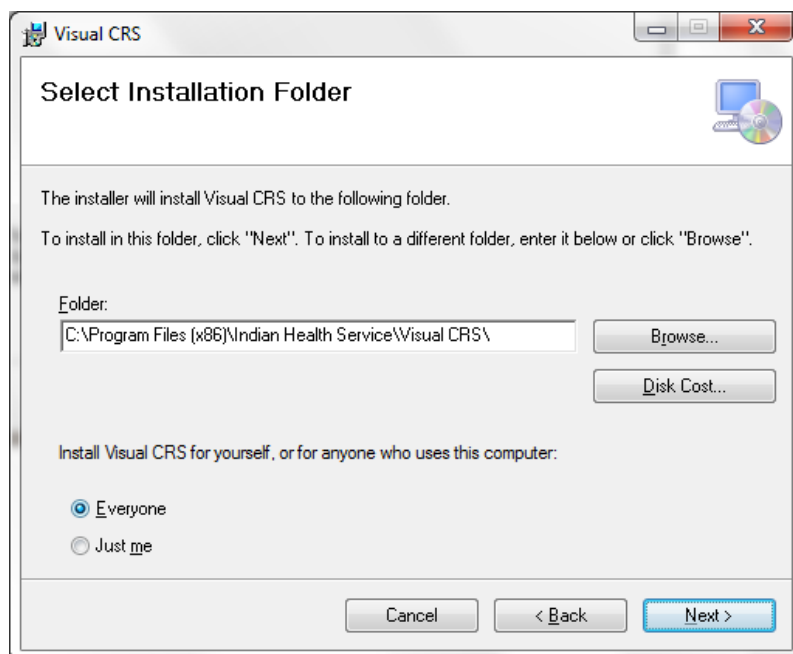 Visual CRS
Select Installation Folder
The installer will install Visual CRS to the following folder.
To install in this folder, click "Next". To install to a different folder, enter it below or click "Browse".
Folder:
C:\Program Files (x86)\Indian Health Service\Visual CRS\
Browse...
Disk Cost...
Install Visual CRS for yourself, or for anyone who uses this computer:
Everyone
Just me
Cancel
< Back
Next >